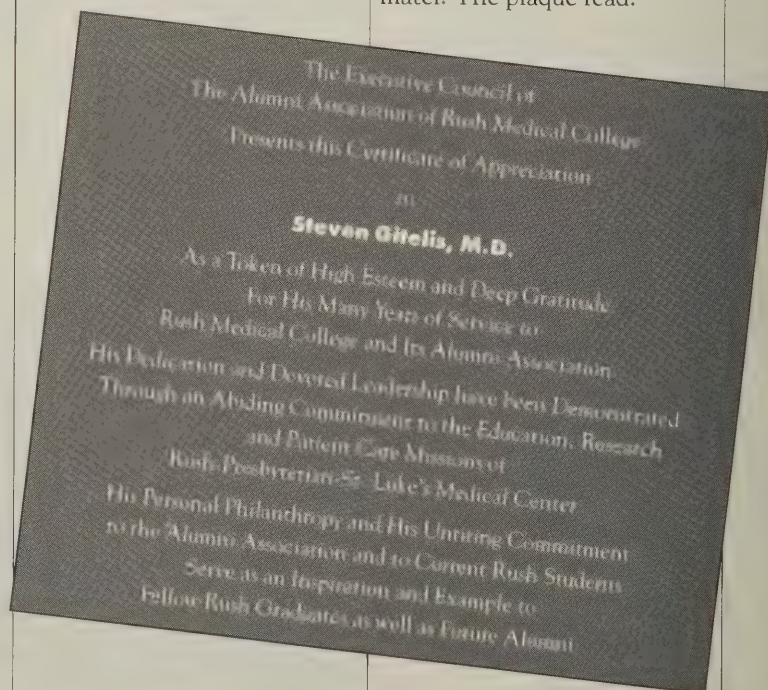 mater. The plaque read:
The Executive Council of
The Alumni Association of Rush Medical College
Presents this Certificate of Appreciation
to
Steven Gitelis, M.D.
As a Token of High Esteem and Deep Gratitude
For His Many Years of Service to
Rush Medical College and Its Alumni Association
His Dedication and Devoted Leadership have been Demonstrated
Through an Abiding Commitment to the Education, Research
and Patient Care Missions of
Rush-Presbyterian-St. Luke's Medical Center
His Personal Philanthropy and His Untiring Commitment
to the Alumni Association and to Current Rush Students
Serve as an Inspiration and Example to
Fellow Rush Graduates as well as Future Alumni